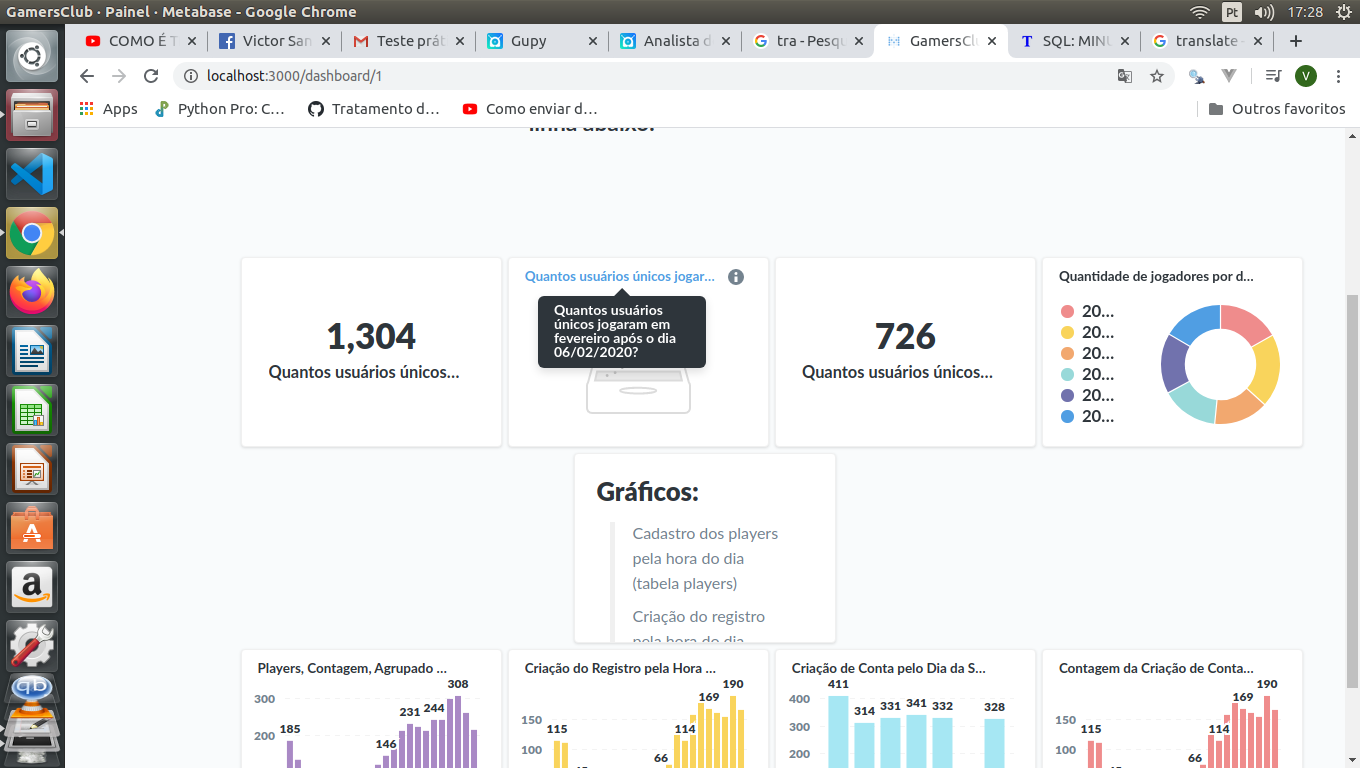 GamersClub · Painel · Metabase - Google Chrome
Pt
17:28
COMO É T
Victor San
Teste prát
Gupy
Analista d
tra - Pesqu
GamersClu
SQL: MINU
translate -
localhost:3000/dashboard/1
V
Apps
Python Pro: C...
Tratamento d...
Como enviar d...
Outros favoritos
linha abaixo:
1,304
Quantos usuários únicos...
Quantos usuários únicos jogar...
Quantos usuários
únicos jogaram em
fevereiro após o dia
06/02/2020?
726
Quantos usuários únicos...
Quantidade de jogadores por d...
20...
20...
20...
20...
20...
20...
Gráficos:
Cadastro dos players
pela hora do dia
(tabela players)
Criação do registro
pela hora do dia
Players, Contagem, Agrupado ...
300
200
185
146
231
244
308
Criação do Registro pela Hora ...
150
100
115
66
114
169
190
Criação de Conta pelo Dia da S...
400
300
200
411
314
331
341
332
328
Contagem da Criação de Conta...
150
100
115
66
114
169
190